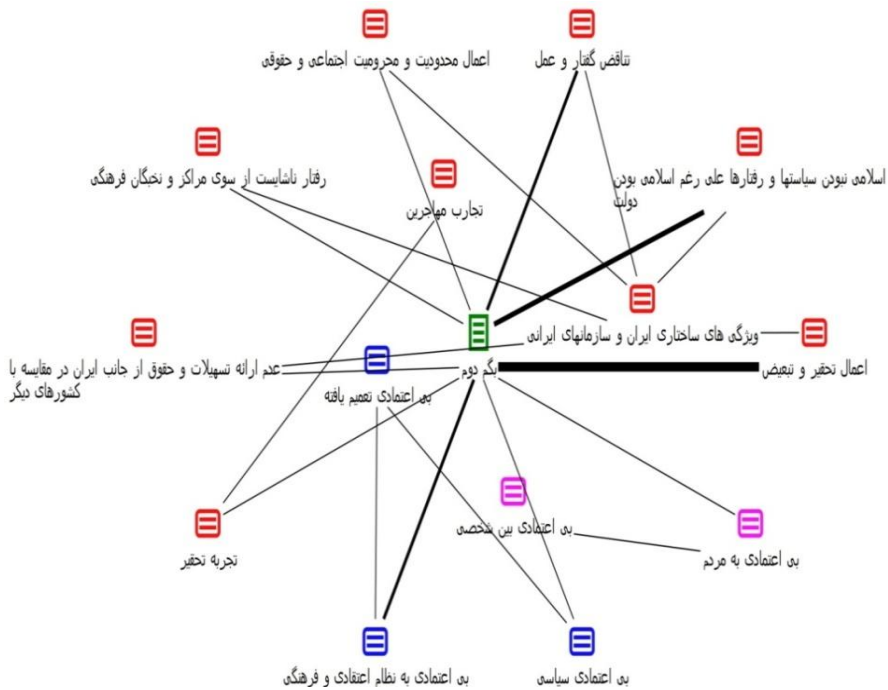 اعمال محدودیت و محرومیت اجتماعی و حقوقی
تناقض گفتار و عمل
رفتار ناشایست از سوی مراکز و نخبگان فرهنگی
تجارب مهاجرین
اسلامی نبودن سیاستها و رفتارها علی رغم اسلامی بودن
دولت
ویژگی های ساختاری ایران و سازمانهای ایرانی
عدم ارائه تسهیلات و حقوق از جانب ایران در مقایسه با
کشورهای دیگر
بی اعتمادی تعمیم یافته
بگم دوم
اعمال تحقیر و تبعیض
بی اعتمادی بین شخصی
تجربه تحقیر
بی اعتمادی به مردم
بی اعتمادی به نظام اعتقادی و فرهنگی
بی اعتمادی سیاسی